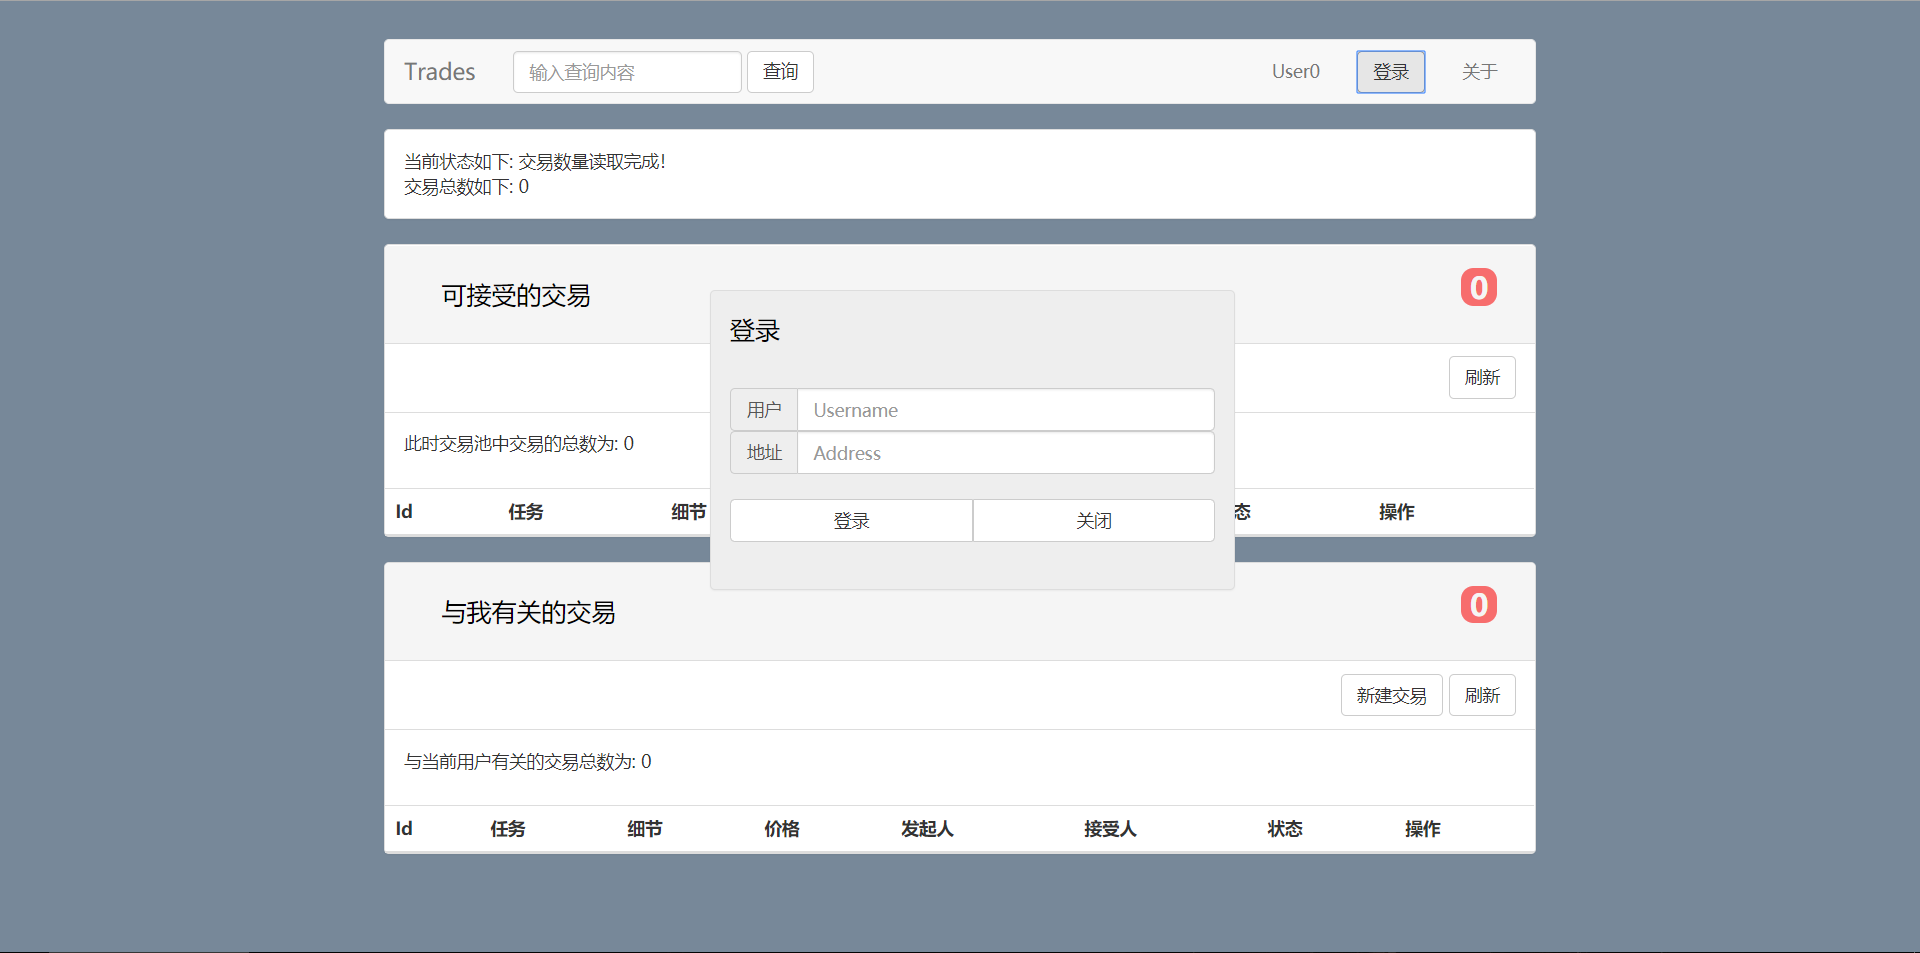 Trades 输入查询内容 查询 User0 登录 关于
当前状态如下: 交易数量读取完成!
交易总数如下: 0
可接受的交易 0
刷新
此时交易池中交易的总数为: 0
Id 任务 细节 态 操作
登录
用户 Username
地址 Address
登录 关闭
与我有关的交易 0
新建交易 刷新
与当前用户有关的交易总数为: 0
Id 任务 细节 价格 发起人 接受人 状态 操作